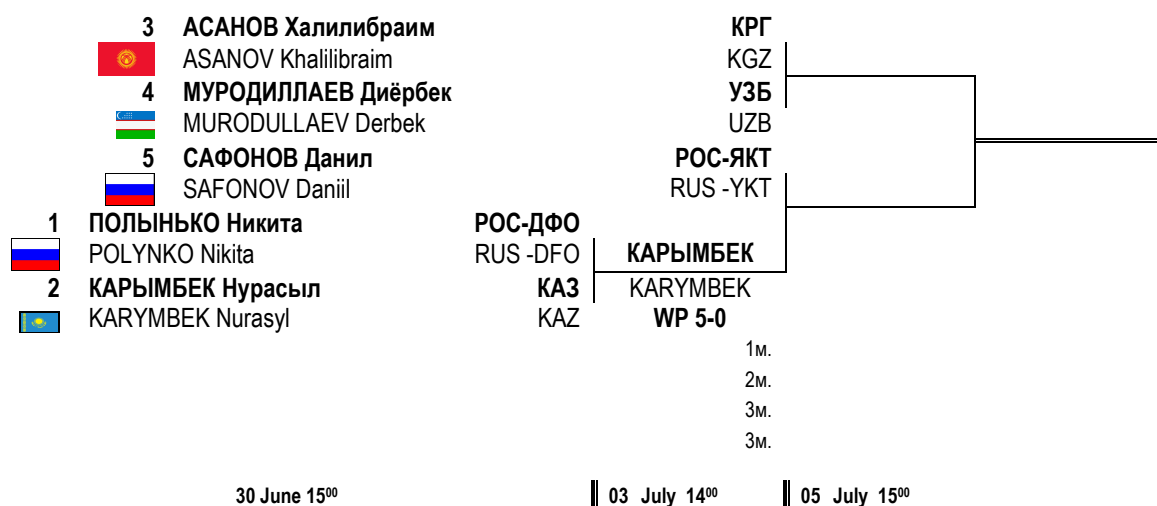 3 АСАНОВ Халилибраим КРГ
ASANOV Khalilibraim KGZ
4 МУРОДИЛЛАЕВ Диёрбек УЗБ
MURODULLAEV Derbek UZB
5 САФОНОВ Данил РОС-ЯКТ
SAFONOV Daniil RUS -YKT
1 ПОЛЫНЬКО Никита РОС-ДФО
POLYNKO Nikita RUS -DFO КАРЫМБЕК
2 КАРЫМБЕК Нурасыл КАЗ KARYMBEK
KARYMBEK Nurasyl KAZ WP 5-0
1м.
2м.
3м.
3м.
30 June 15⁰⁰ 03 July 14⁰⁰ 05 July 15⁰⁰